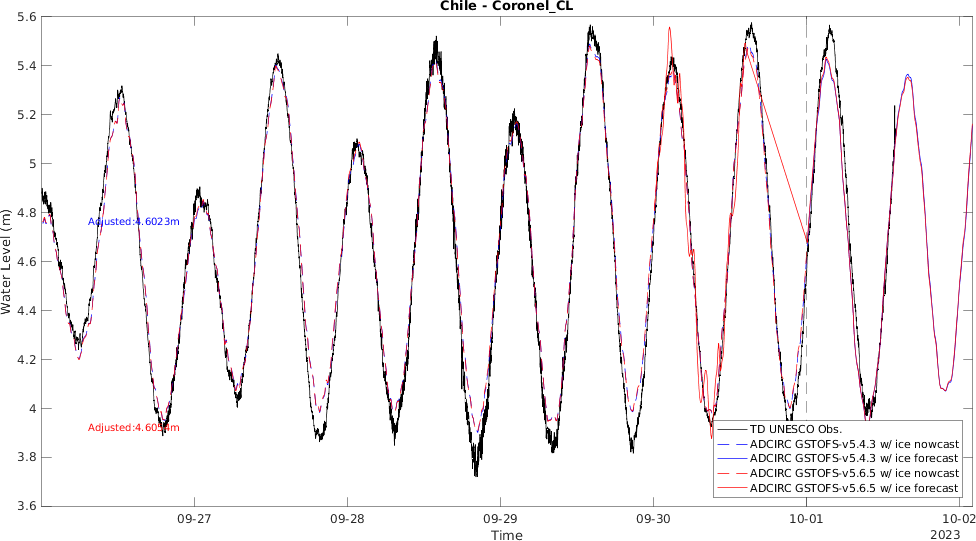 Chile - Coronel_CL
5.6
5.4
5.2
5
4.8
4.6
4.4
4.2
4
3.8
3.6
Water Level (m)
Adjusted:4.6023m
TD UNESCO Obs.
ADCIRC GSTOFS-v5.4.3 w/ ice nowcast
ADCIRC GSTOFS-v5.4.3 w/ ice forecast
ADCIRC GSTOFS-v5.6.5 w/ ice nowcast
ADCIRC GSTOFS-v5.6.5 w/ ice forecast
09-27
09-28
09-29
09-30
10-01
10-02
Time
2023